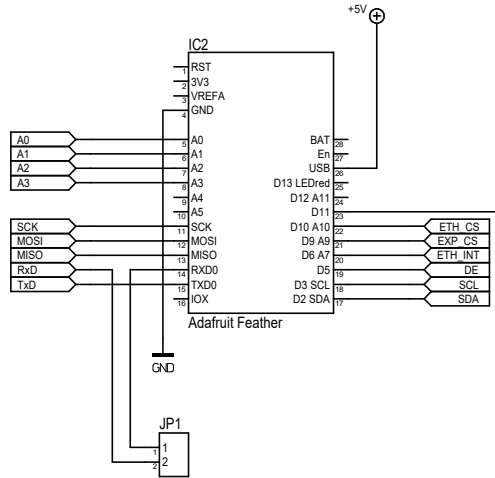 +5V
IC2
1 RST
2 3V3
3 VREFA
4 GND
A0 5 A0 BAT 28
A1 6 A1 En 27
A2 7 A2 USB 26
A3 8 A3 D13 LEDred 25
9 A4 D12 A11 24
10 A5 D11 23
SCK 11 SCK D10 A10 22 ETH_CS
MOSI 12 MOSI D9 A9 21 EXP_CS
MISO 13 MISO D6 A7 20 ETH_INT
RxD 14 RXD0 D5 19 DE
TxD 15 TXD0 D3 SCL 18 SCL
16 IOX D2 SDA 17 SDA
Adafruit Feather
GND
JP1
1 1
2 2